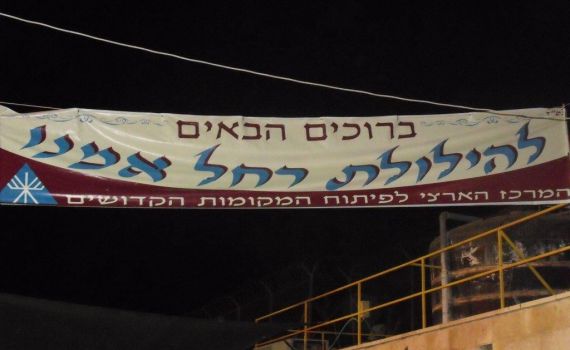 ברוכים הבאים
להילולת רחל אמנו
המרכז הארצי לפיתוח המקומות הקדושים